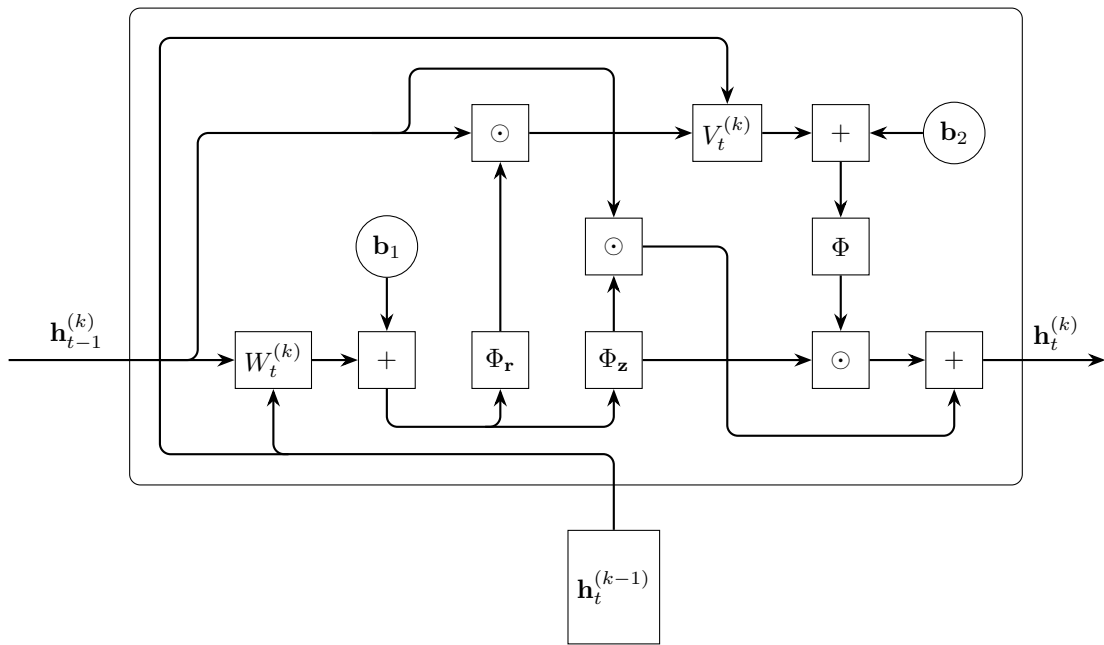 ⊙ V_t^{(k)} + b_2
b_1 ⊙ Φ
h_{t-1}^{(k)} W_t^{(k)} + Φ_r Φ_z ⊙ + h_t^{(k)}
h_t^{(k-1)}